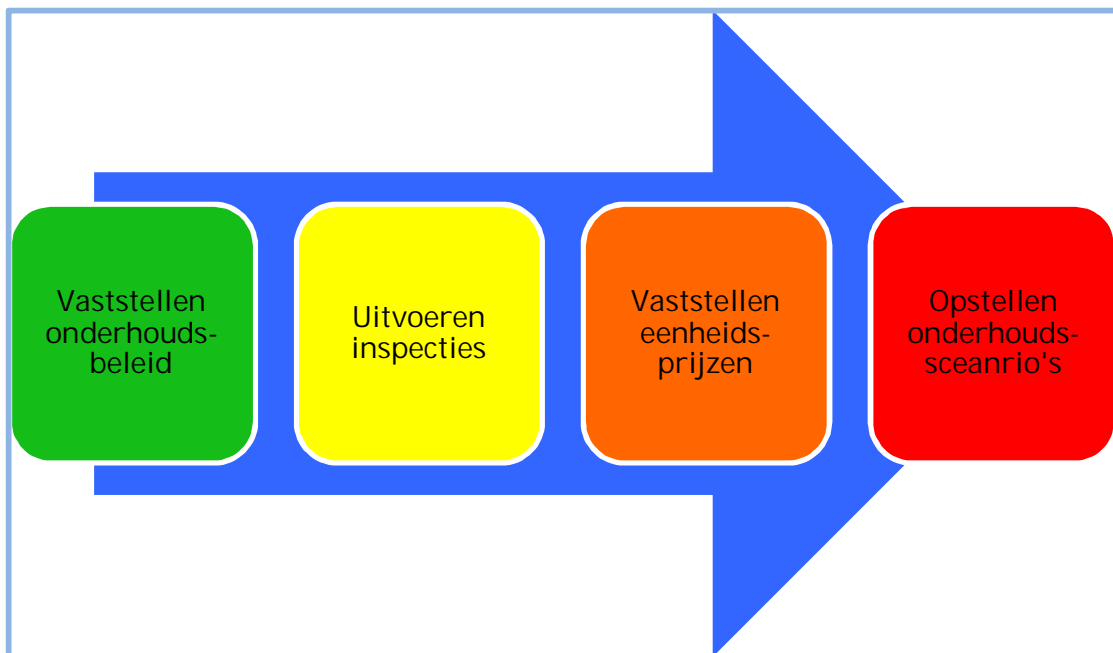 Vaststellen
onderhouds-
beleid
Uitvoeren
inspecties
Vaststellen
eenheids-
prijzen
Opstellen
onderhouds-
sceanrio's